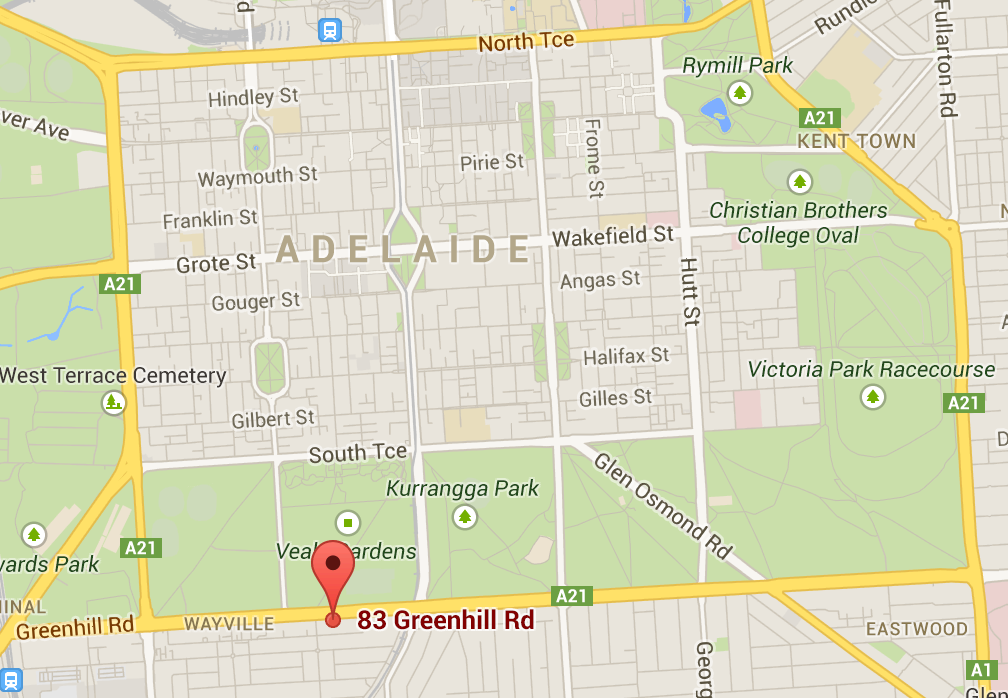 North Tce
Rundle
Fullarton Rd
Rymill Park
Hindley St
A21
ver Ave
KENT TOWN
Frome St
Pirie St
Waymouth St
Christian Brothers
College Oval
Franklin St
Wakefield St
ADELAIDE
Grote St
Angas St
A21
Hutt St
Gouger St
Halifax St
Victoria Park Racecourse
West Terrace Cemetery
Gilles St
A21
Gilbert St
South Tce
Glen Osmond Rd
Kurrangga Park
A21
wards Park
A21
INAL
Greenhill Rd
WAYVILLE
83 Greenhill Rd
EASTWOOD
Georg
A1
Glen